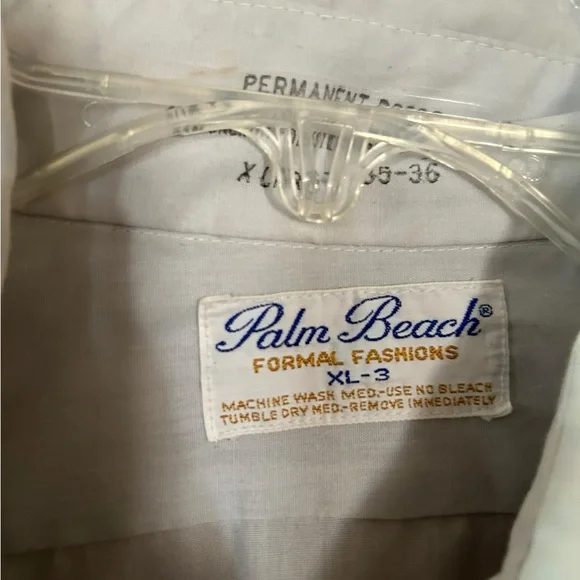 PERMANENT
X LARGE 35-36
Palm Beach®
FORMAL FASHIONS
XL-3
MACHINE WASH MED.-USE NO BLEACH
TUMBLE DRY MED.-REMOVE IMMEDIATELY